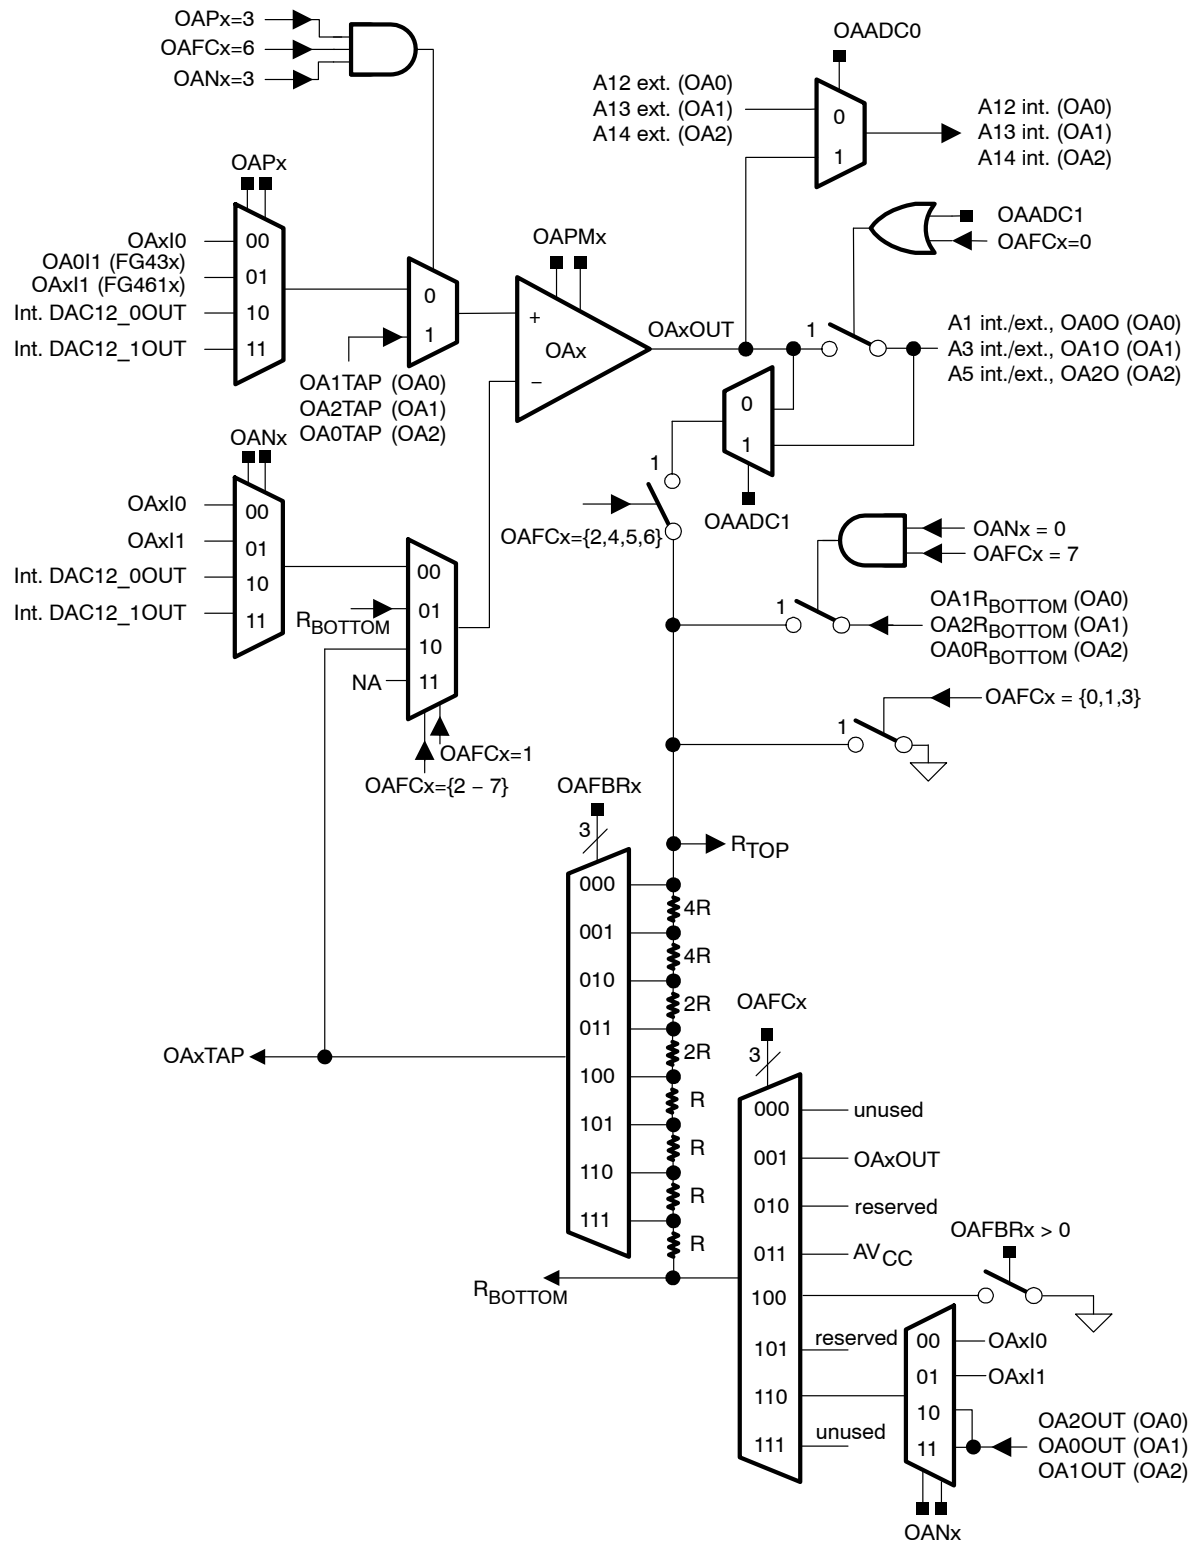 OAPx=3
OAFCx=6
OANx=3
OAADC0
A12 ext. (OA0)
A13 ext. (OA1)
A14 ext. (OA2)
0
1
A12 int. (OA0)
A13 int. (OA1)
A14 int. (OA2)
OAPx
OAxI0
OA0I1 (FG43x)
OAxI1 (FG461x)
Int. DAC12_0OUT
Int. DAC12_1OUT
00
01
10
11
0
1
OA1TAP (OA0)
OA2TAP (OA1)
OA0TAP (OA2)
OAPMx
+
OAx
−
OAxOUT
OAADC1
OAFCx=0
1
A1 int./ext., OA0O (OA0)
A3 int./ext., OA1O (OA1)
A5 int./ext., OA2O (OA2)
0
1
OAADC1
1
OAFCx={2,4,5,6}
OANx
OAxI0
OAxI1
Int. DAC12_0OUT
Int. DAC12_1OUT
00
01
10
11
RBOTTOM
NA
00
01
10
11
OAFCx=1
OAFCx={2 − 7}
OANx = 0
OAFCx = 7
1
OA1RBOTTOM (OA0)
OA2RBOTTOM (OA1)
OA0RBOTTOM (OA2)
OAFCx = {0,1,3}
1
OAFBRx
3
RTOP
000
001
010
011
100
101
110
111
4R
4R
2R
2R
R
R
R
R
OAxTAP
RBOTTOM
OAFCx
3
000
001
010
011
100
101
110
111
unused
OAxOUT
reserved
AVCC
OAFBRx > 0
reserved
unused
00
01
10
11
OAxI0
OAxI1
OA2OUT (OA0)
OA0OUT (OA1)
OA1OUT (OA2)
OANx